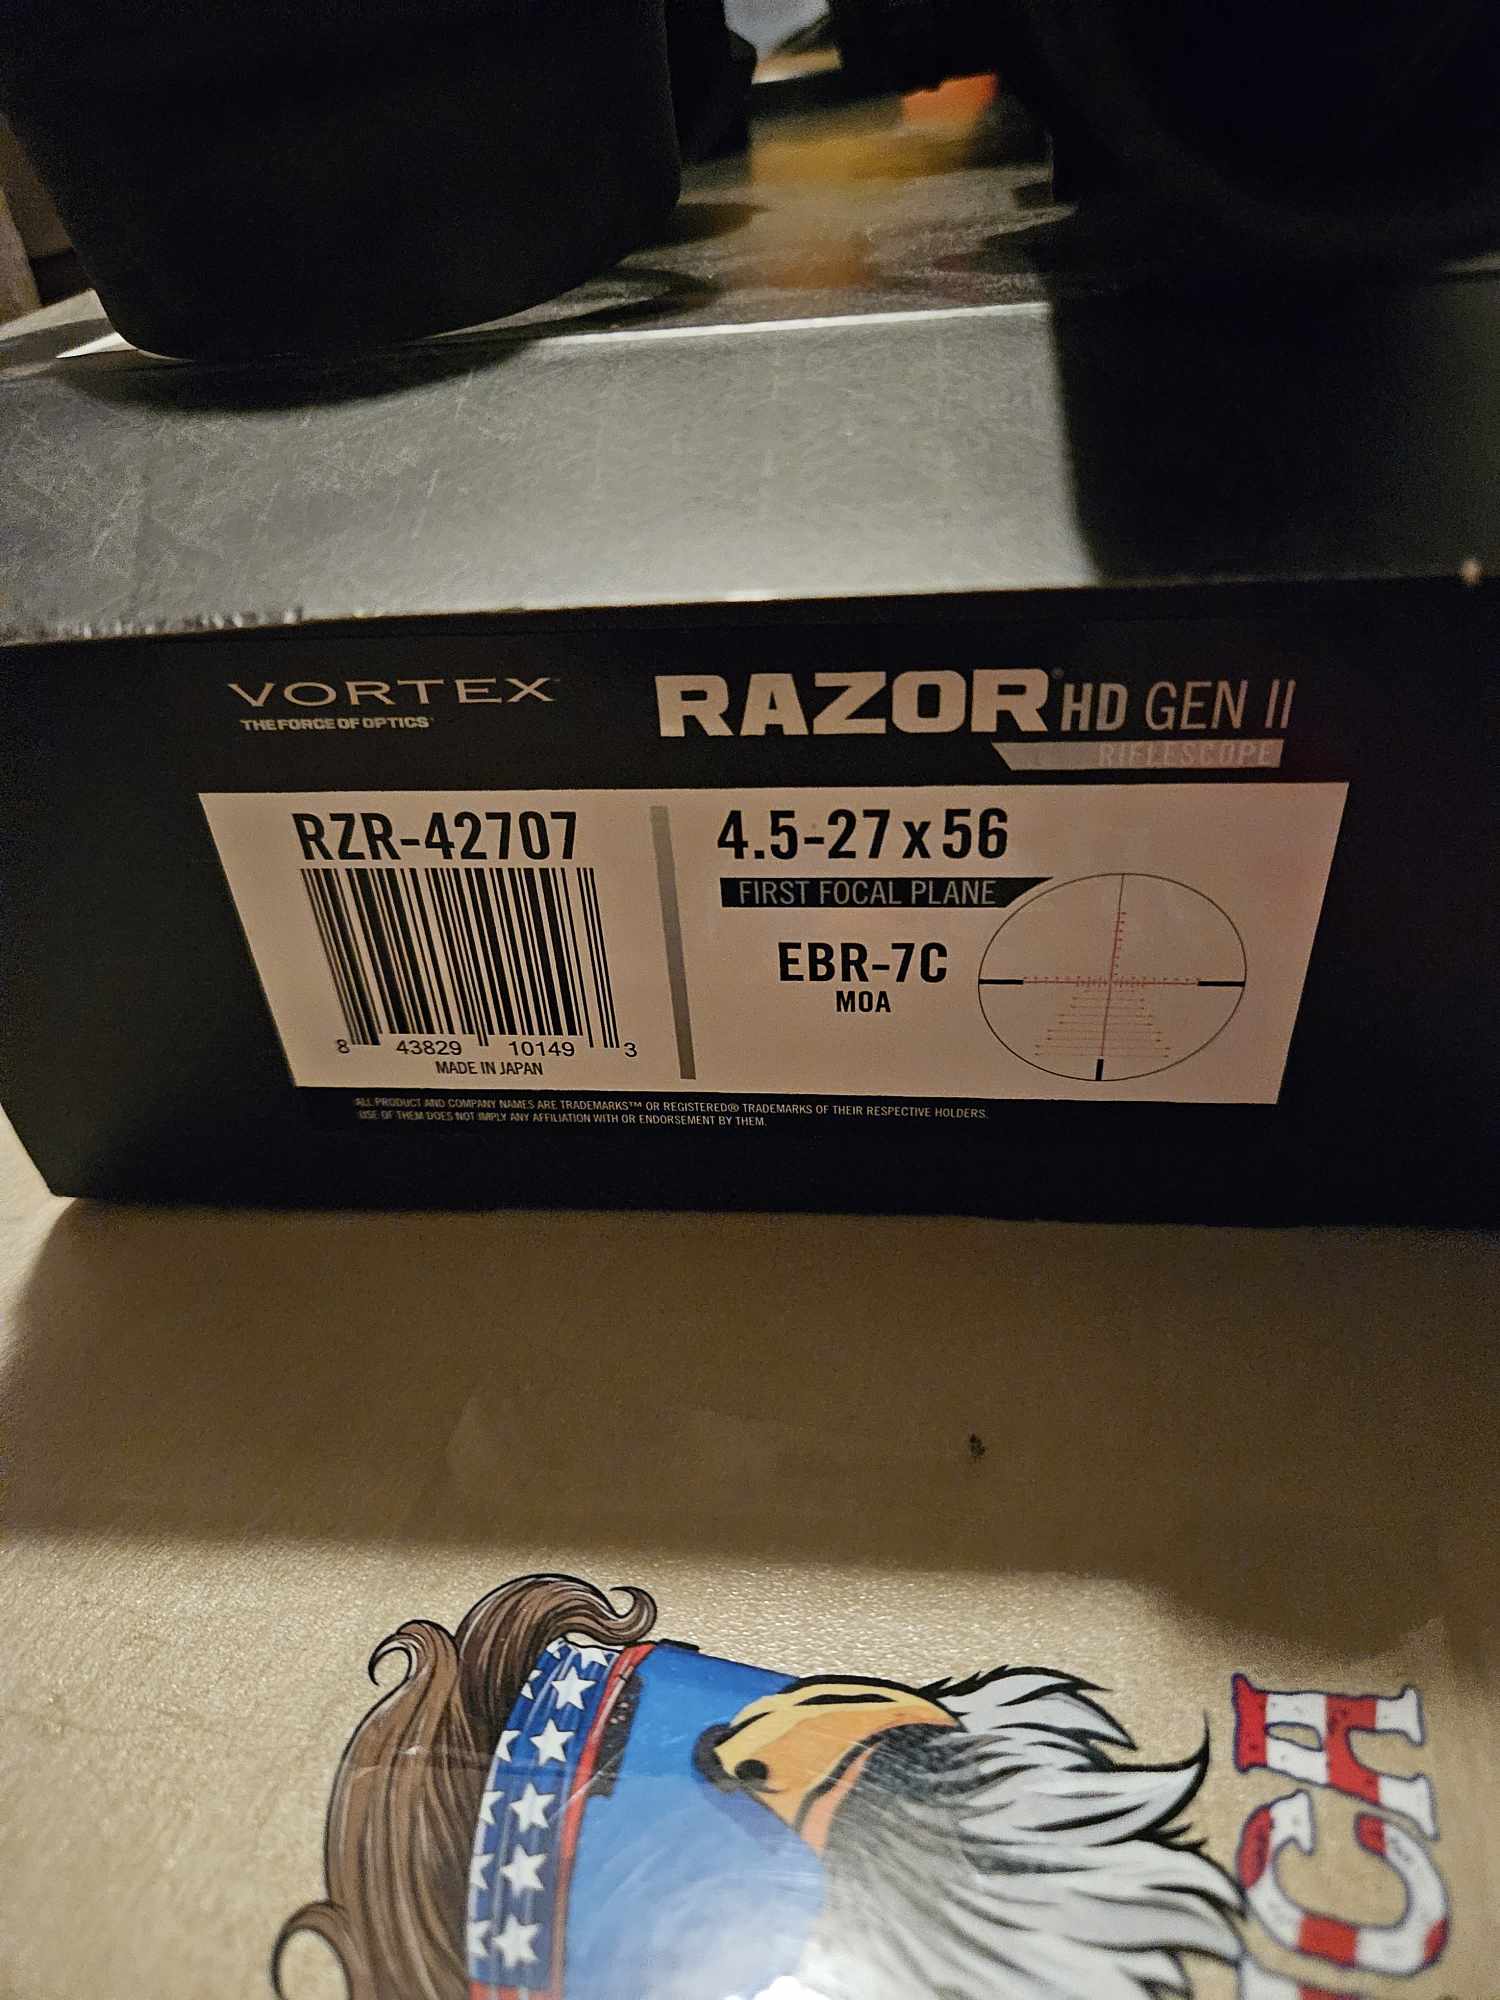 VORTEX
THE FORCE OF OPTICS
RAZOR® HD GEN II
RIFLESCOPE
RZR-42707
8 43829 10149 3
MADE IN JAPAN
4.5-27x56
FIRST FOCAL PLANE
EBR-7C
MOA
ALL PRODUCT AND COMPANY NAMES ARE TRADEMARKS™ OR REGISTERED® TRADEMARKS OF THEIR RESPECTIVE HOLDERS.
USE OF THEM DOES NOT IMPLY ANY AFFILIATION WITH OR ENDORSEMENT BY THEM.
CH